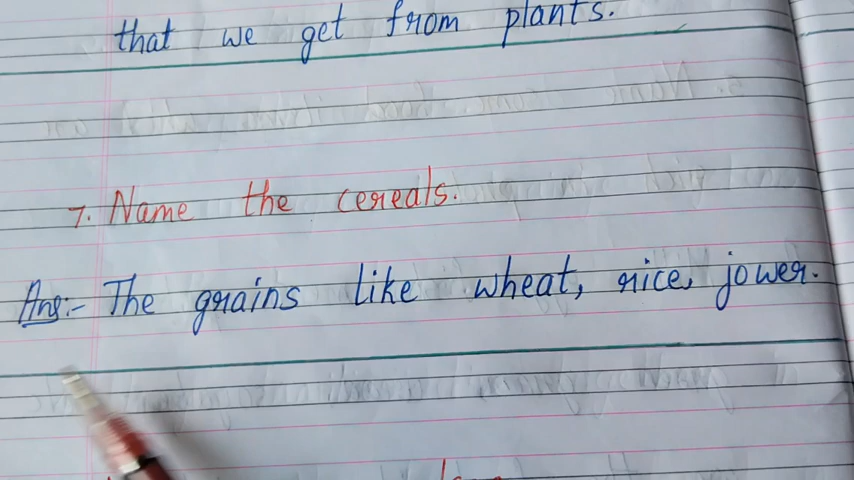 that we get from plants.
7. Name the cereals.
Ans:- The grains like wheat, rice, jower.